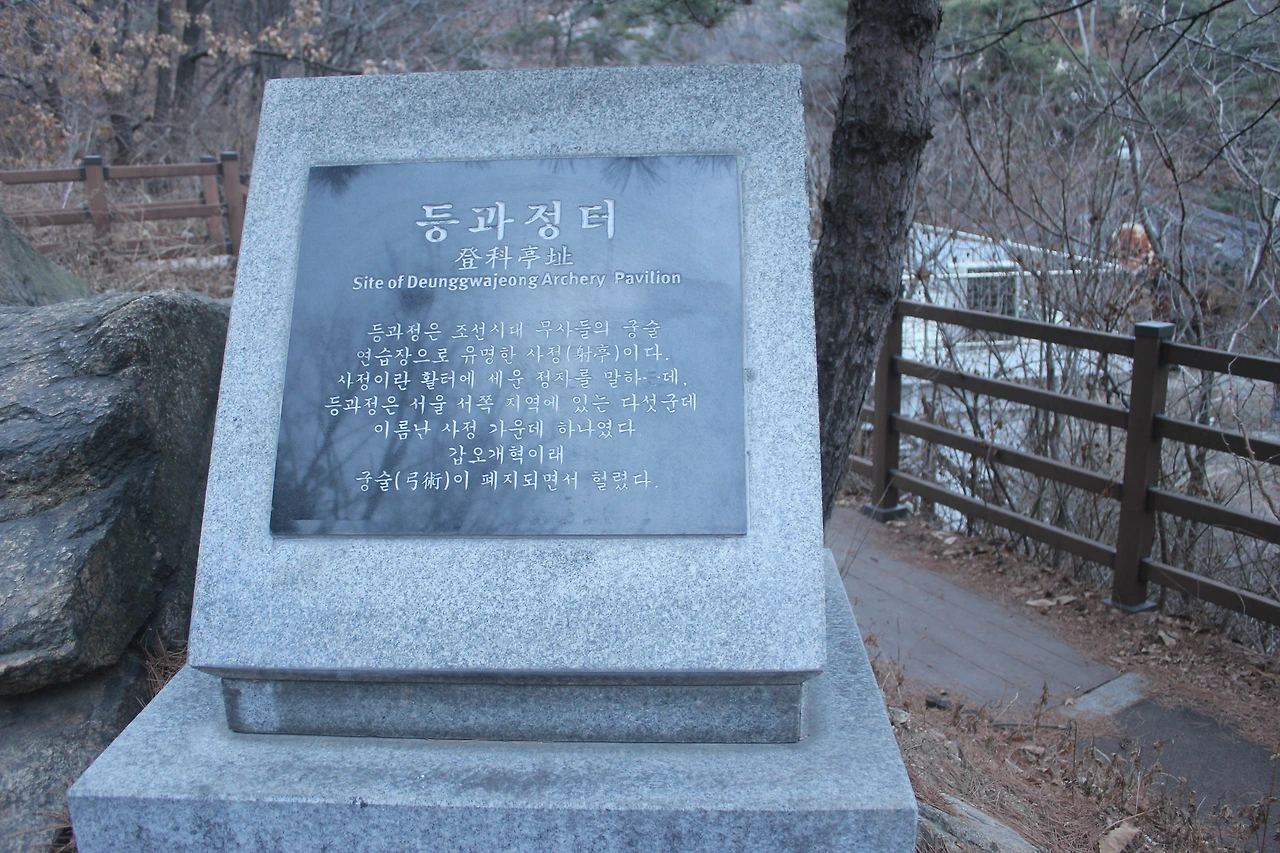 등과정터
登科亭址
Site of Deunggwajeong Archery Pavilion
등과정은 조선시대 무사들의 궁술
연습장으로 유명한 사정(射亭)이다.
사정이란 활터에 세운 정자를 말하는데,
등과정은 서울 서쪽 지역에 있는 다섯군데
이름난 사정 가운데 하나였다
갑오개혁이래
궁술(弓術)이 폐지되면서 헐렸다.